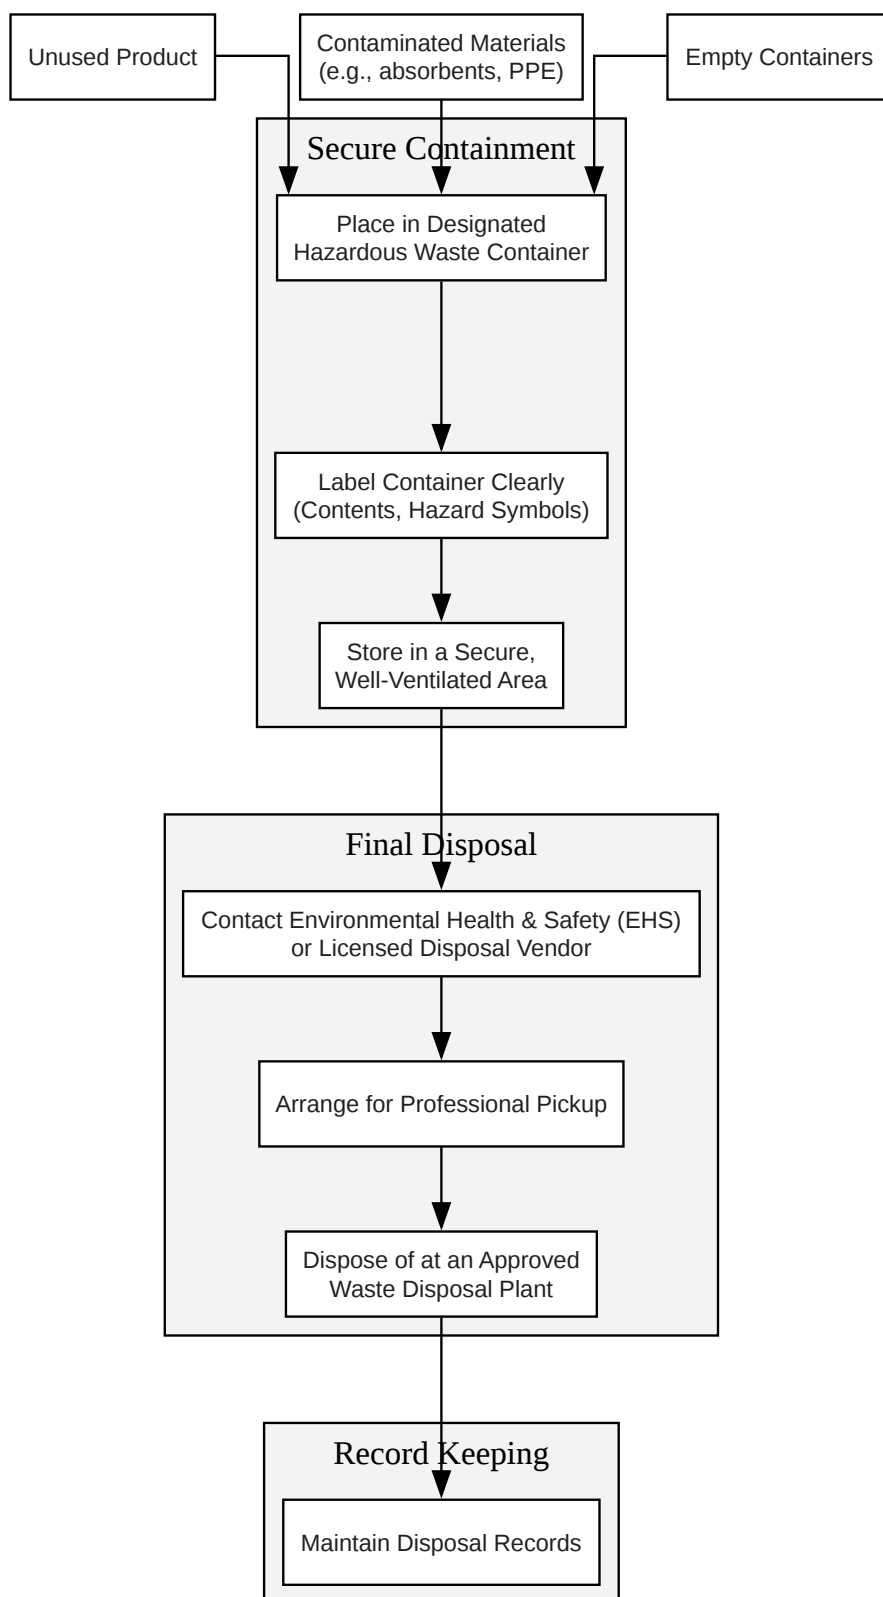 Unused Product
Contaminated Materials
(e.g., absorbents, PPE)
Empty Containers
Secure Containment
Place in Designated
Hazardous Waste Container
Label Container Clearly
(Contents, Hazard Symbols)
Store in a Secure,
Well-Ventilated Area
Final Disposal
Contact Environmental Health & Safety (EHS)
or Licensed Disposal Vendor
Arrange for Professional Pickup
Dispose of at an Approved
Waste Disposal Plant
Record Keeping
Maintain Disposal Records